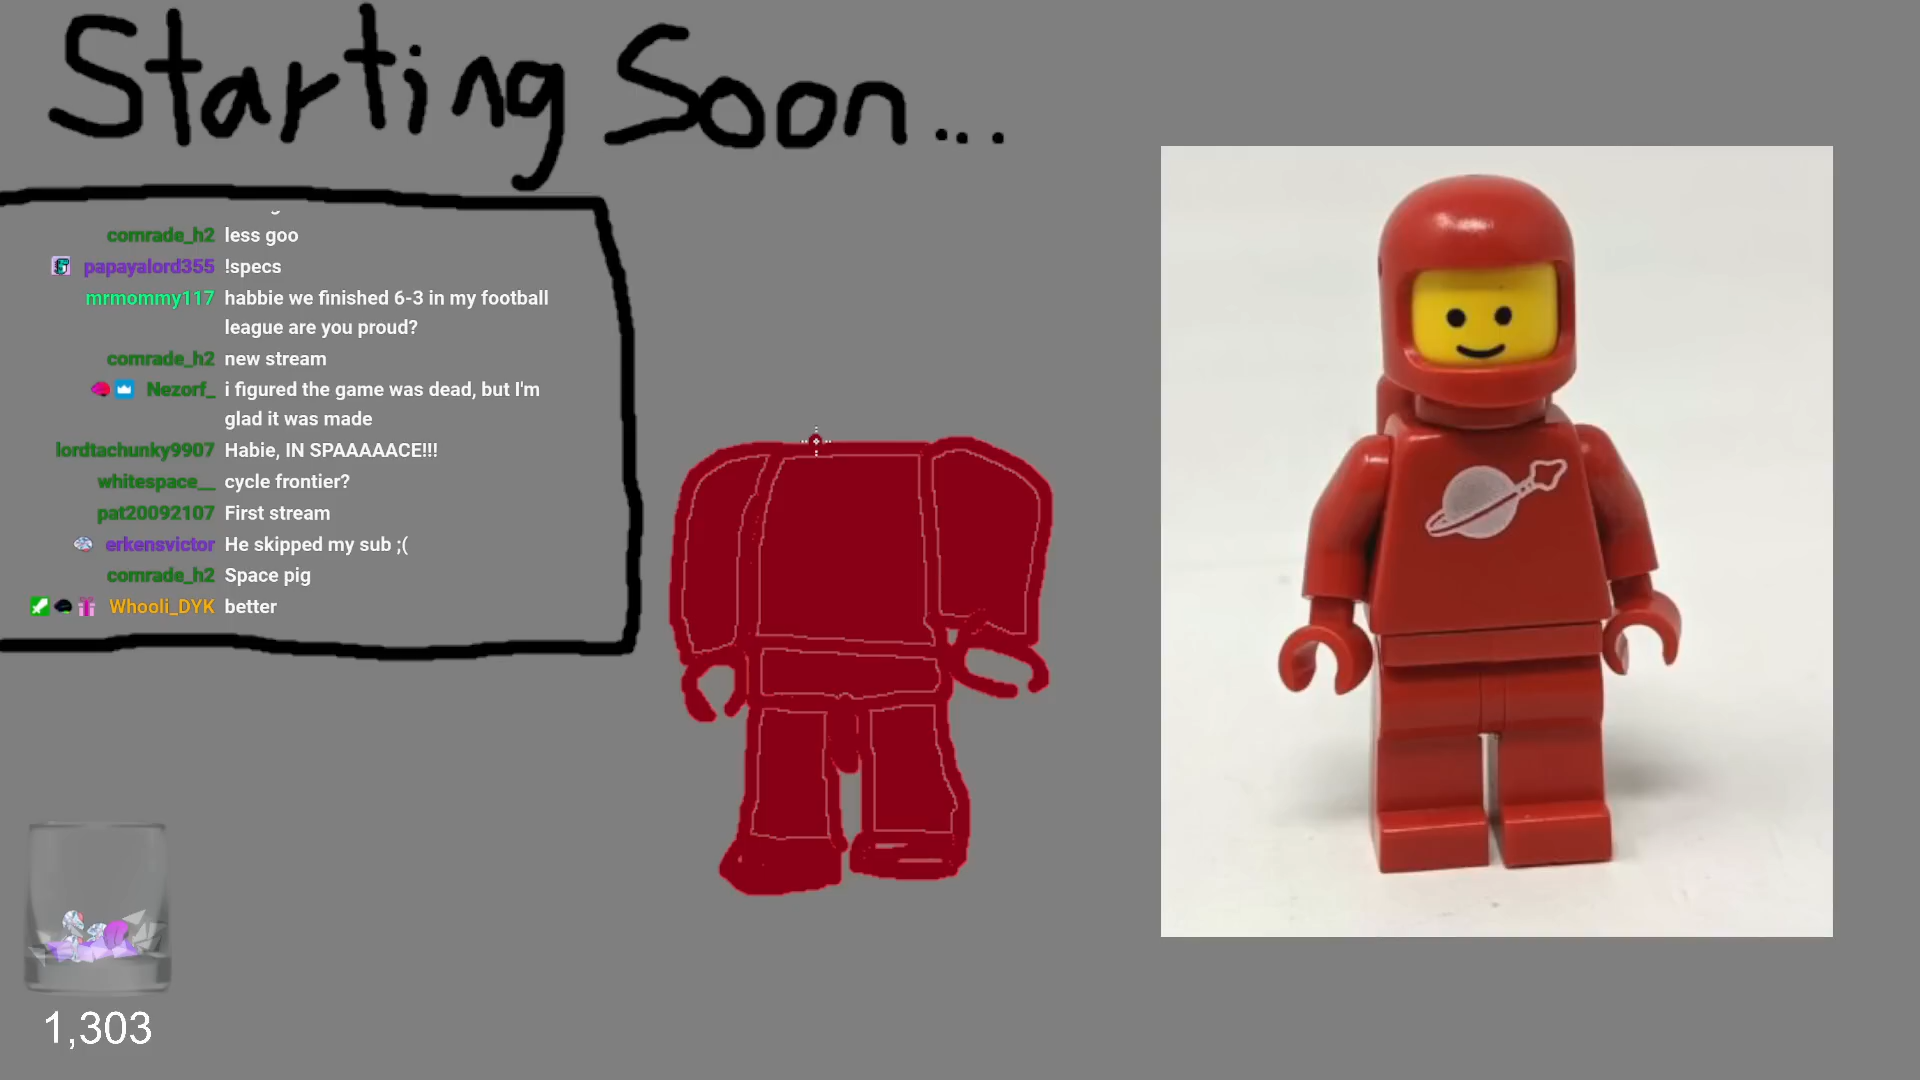 Starting Soon...
comrade_h2 less goo
papayalord355 !specs
mrmommy117 habbie we finished 6-3 in my football
league are you proud?
comrade_h2 new stream
Nezorf_ i figured the game was dead, but I'm
glad it was made
lordtachunky9907 Habie, IN SPAAAAACE!!!
whitespace__ cycle frontier?
pat20092107 First stream
erkensvictor He skipped my sub ;(
comrade_h2 Space pig
Whooli_DYK better
1,303